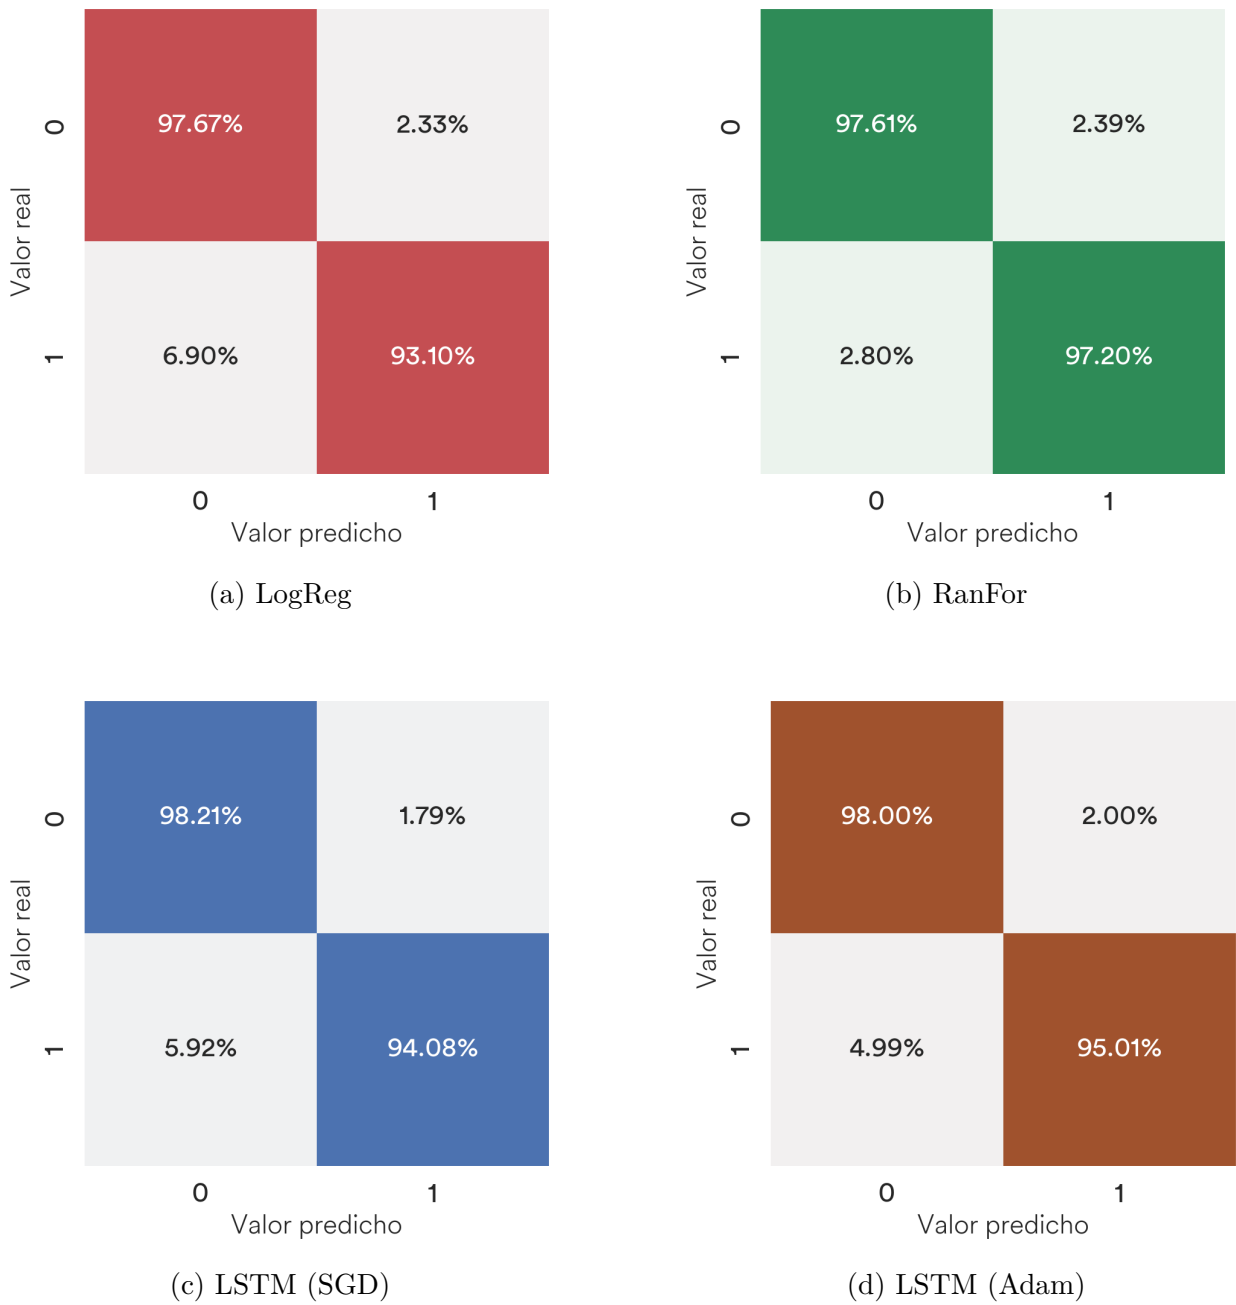 0
97.67%
2.33%
Valor real
1
6.90%
93.10%
0
1
Valor predicho
(a) LogReg
0
97.61%
2.39%
Valor real
1
2.80%
97.20%
0
1
Valor predicho
(b) RanFor
0
98.21%
1.79%
Valor real
1
5.92%
94.08%
0
1
Valor predicho
(c) LSTM (SGD)
0
98.00%
2.00%
Valor real
1
4.99%
95.01%
0
1
Valor predicho
(d) LSTM (Adam)